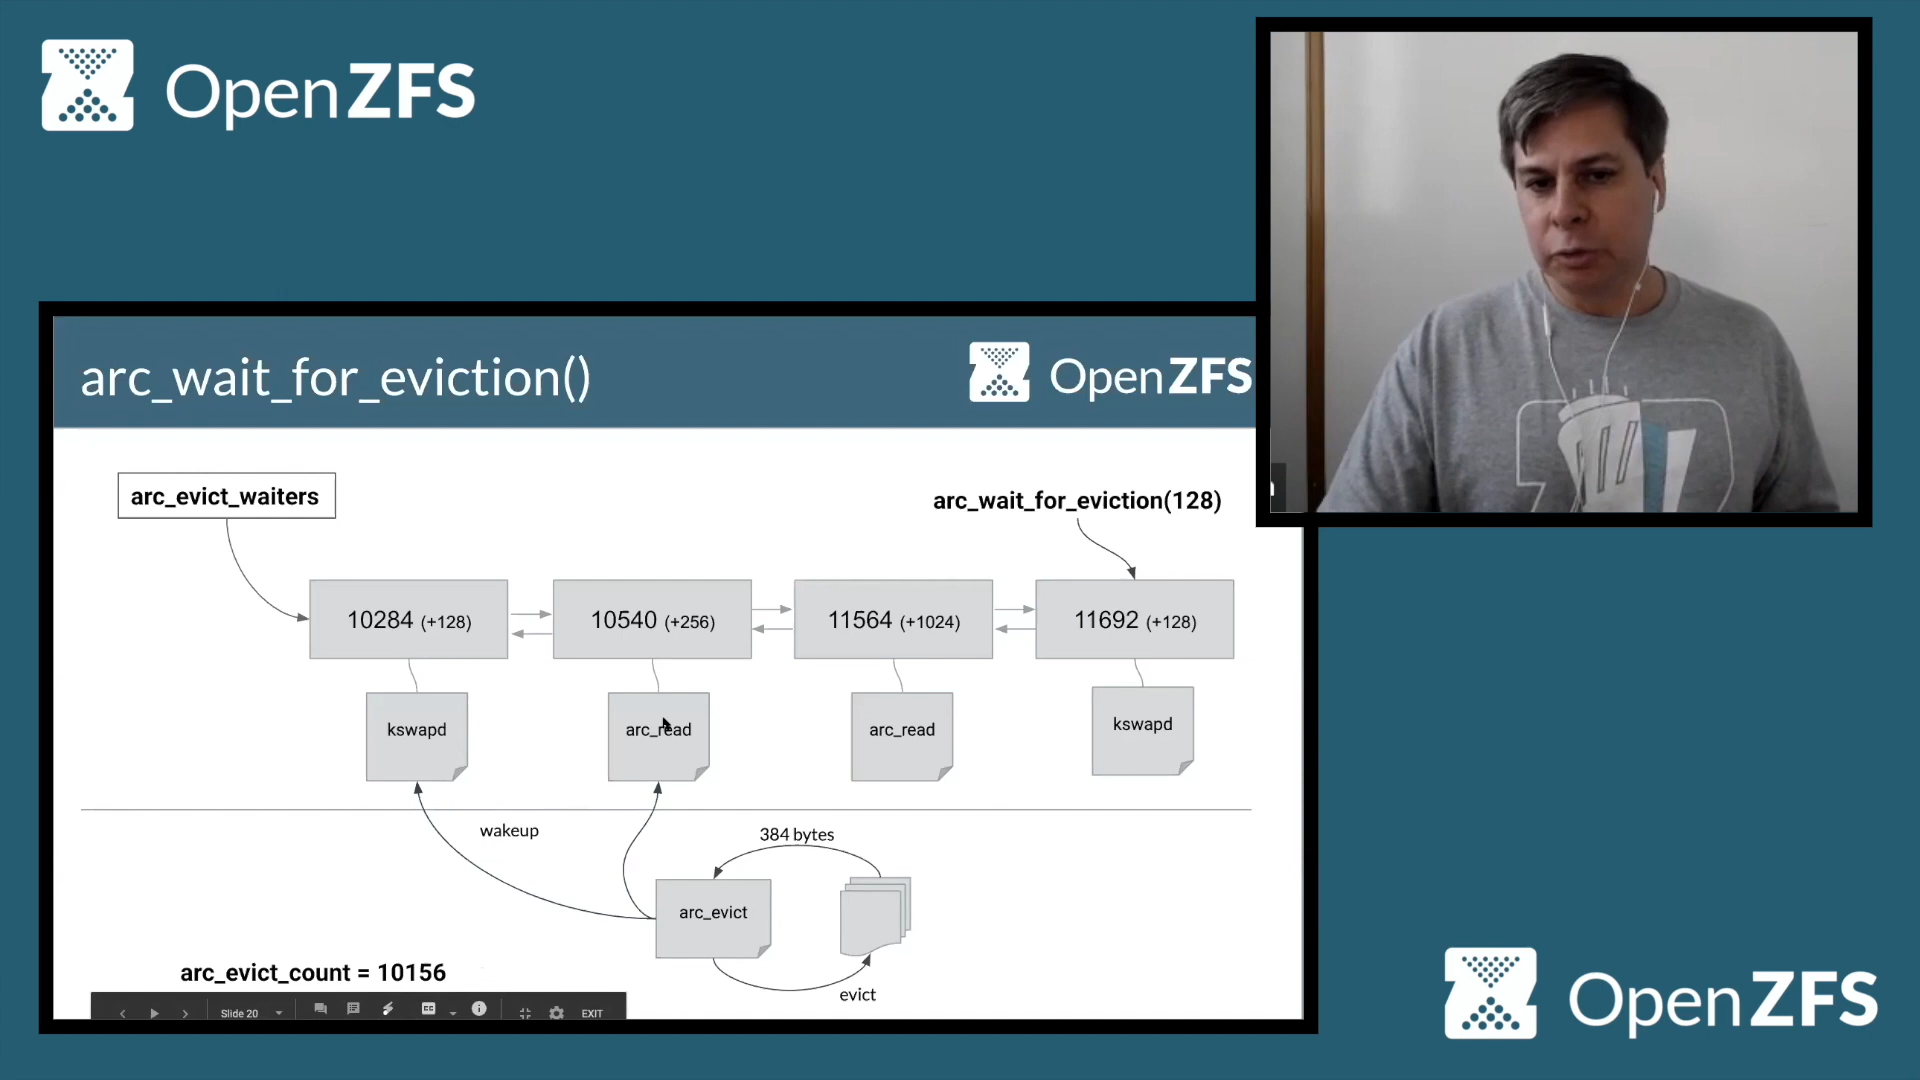 OpenZFS
arc_wait_for_eviction()
OpenZFS
arc_evict_waiters
arc_wait_for_eviction(128)
10284 (+128)
10540 (+256)
11564 (+1024)
11692 (+128)
kswapd
arc_read
arc_read
kswapd
wakeup
384 bytes
arc_evict
evict
arc_evict_count = 10156
Slide 20
CC
EXIT
OpenZFS